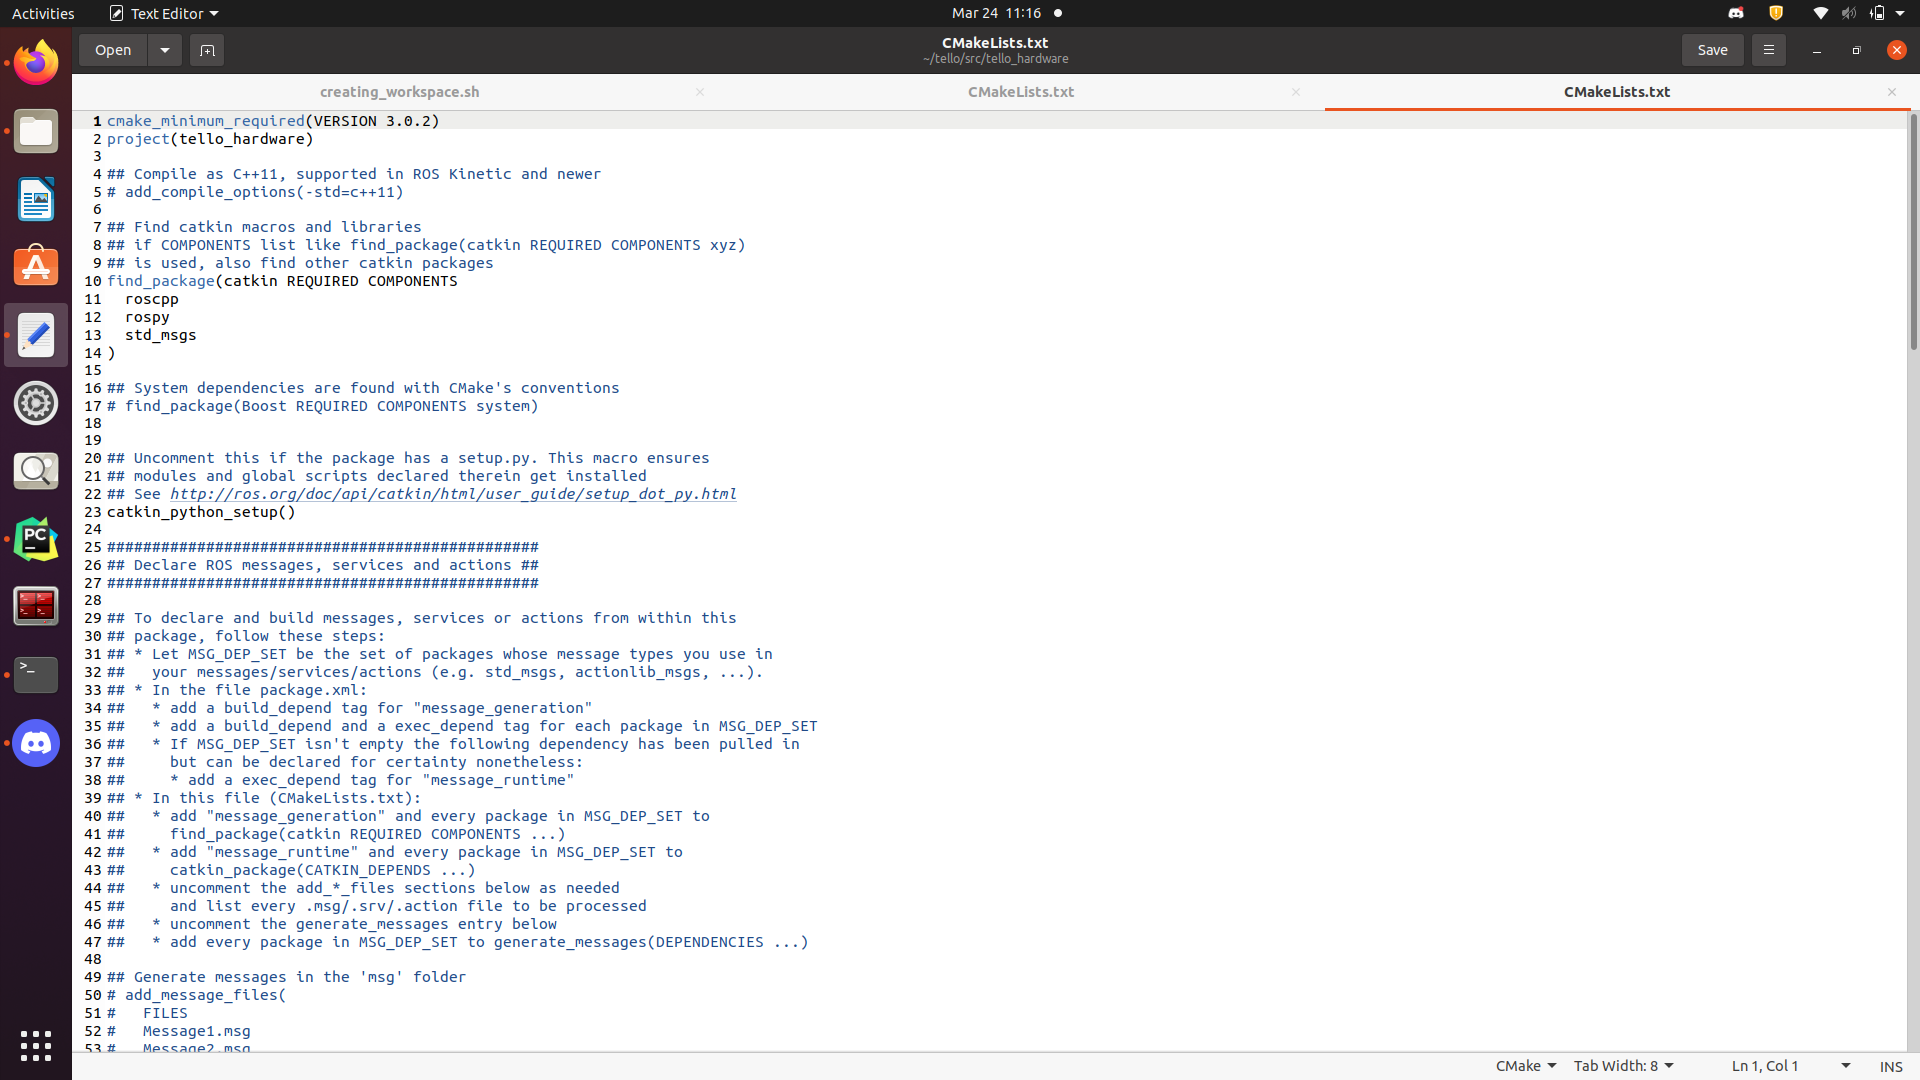 Activities
Text Editor
Mar 24 11:16
Open
CMakeLists.txt
~/tello/src/tello_hardware
Save
creating_workspace.sh
CMakeLists.txt
CMakeLists.txt
1 cmake_minimum_required(VERSION 3.0.2)
2 project(tello_hardware)
3
4 ## Compile as C++11, supported in ROS Kinetic and newer
5 # add_compile_options(-std=c++11)
6
7 ## Find catkin macros and libraries
8 ## if COMPONENTS list like find_package(catkin REQUIRED COMPONENTS xyz)
9 ## is used, also find other catkin packages
10 find_package(catkin REQUIRED COMPONENTS
11   roscpp
12   rospy
13   std_msgs
14 )
15
16 ## System dependencies are found with CMake's conventions
17 # find_package(Boost REQUIRED COMPONENTS system)
18
19
20 ## Uncomment this if the package has a setup.py. This macro ensures
21 ## modules and global scripts declared therein get installed
22 ## See http://ros.org/doc/api/catkin/html/user_guide/setup_dot_py.html
23 catkin_python_setup()
24
25 ################################################
26 ## Declare ROS messages, services and actions ##
27 ################################################
28
29 ## To declare and build messages, services or actions from within this
30 ## package, follow these steps:
31 ## * Let MSG_DEP_SET be the set of packages whose message types you use in
32 ##   your messages/services/actions (e.g. std_msgs, actionlib_msgs, ...).
33 ## * In the file package.xml:
34 ##   * add a build_depend tag for "message_generation"
35 ##   * add a build_depend and a exec_depend tag for each package in MSG_DEP_SET
36 ##   * If MSG_DEP_SET isn't empty the following dependency has been pulled in
37 ##     but can be declared for certainty nonetheless:
38 ##     * add a exec_depend tag for "message_runtime"
39 ## * In this file (CMakeLists.txt):
40 ##   * add "message_generation" and every package in MSG_DEP_SET to
41 ##     find_package(catkin REQUIRED COMPONENTS ...)
42 ##   * add "message_runtime" and every package in MSG_DEP_SET to
43 ##     catkin_package(CATKIN_DEPENDS ...)
44 ##   * uncomment the add_*_files sections below as needed
45 ##     and list every .msg/.srv/.action file to be processed
46 ##   * uncomment the generate_messages entry below
47 ##   * add every package in MSG_DEP_SET to generate_messages(DEPENDENCIES ...)
48
49 ## Generate messages in the 'msg' folder
50 # add_message_files(
51 #   FILES
52 #   Message1.msg
53 #   Message2.msg
CMake
Tab Width: 8
Ln 1, Col 1
INS
PC
>_